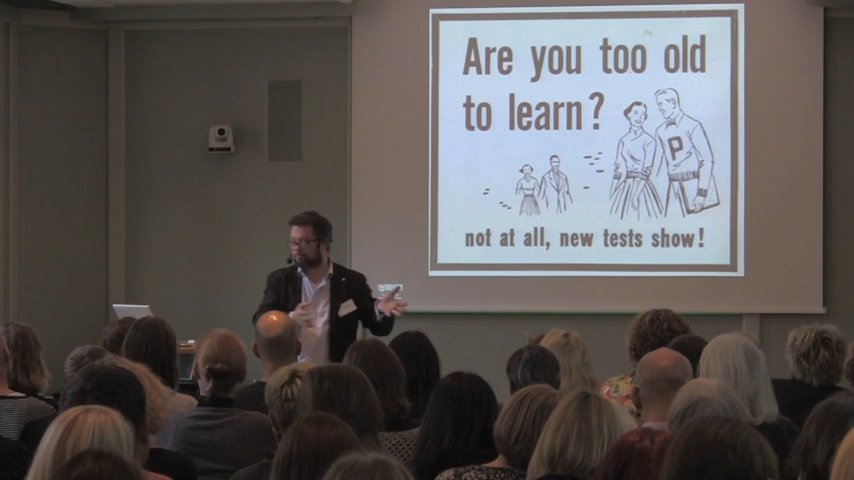 Are you too old
to learn?
P
not at all, new tests show!